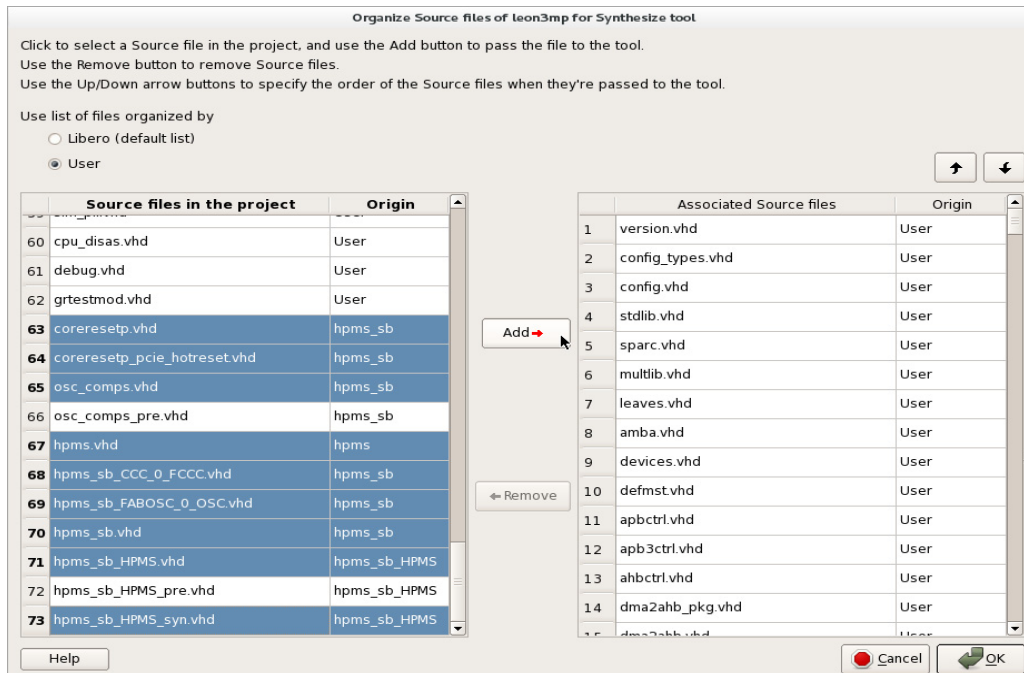 Organize Source files of leon3mp for Synthesize tool
Click to select a Source file in the project, and use the Add button to pass the file to the tool.
Use the Remove button to remove Source files.
Use the Up/Down arrow buttons to specify the order of the Source files when they're passed to the tool.
Use list of files organized by
Libero (default list)
User
Source files in the project Origin
60 cpu_disas.vhd User
61 debug.vhd User
62 grtestmod.vhd User
63 coreresetp.vhd hpms_sb
64 coreresetp_pcie_hotreset.vhd hpms_sb
65 osc_comps.vhd hpms_sb
66 osc_comps_pre.vhd hpms_sb
67 hpms.vhd hpms
68 hpms_sb_CCC_0_FCCC.vhd hpms_sb
69 hpms_sb_FABOSC_0_OSC.vhd hpms_sb
70 hpms_sb.vhd hpms_sb
71 hpms_sb_HPMS.vhd hpms_sb_HPMS
72 hpms_sb_HPMS_pre.vhd hpms_sb_HPMS
73 hpms_sb_HPMS_syn.vhd hpms_sb_HPMS
Add
Remove
Associated Source files Origin
1 version.vhd User
2 config_types.vhd User
3 config.vhd User
4 stdlib.vhd User
5 sparc.vhd User
6 multlib.vhd User
7 leaves.vhd User
8 amba.vhd User
9 devices.vhd User
10 defmst.vhd User
11 apbctrl.vhd User
12 apb3ctrl.vhd User
13 ahbctrl.vhd User
14 dma2ahb_pkg.vhd User
15 dma2ahb.vhd User
Help
Cancel
OK